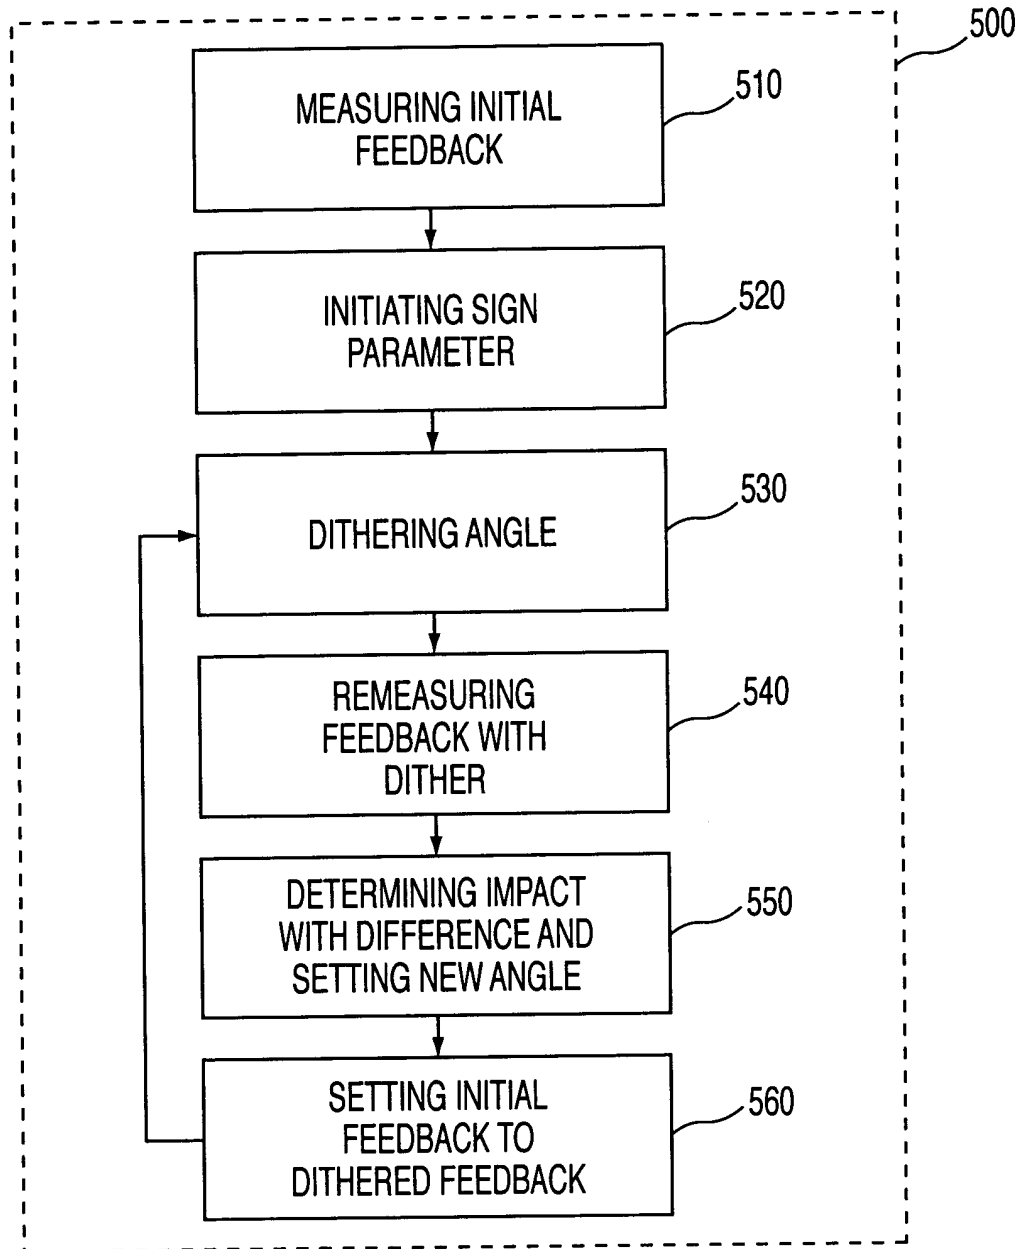 500
MEASURING INITIAL
FEEDBACK
510
INITIATING SIGN
PARAMETER
520
DITHERING ANGLE
530
REMEASURING
FEEDBACK WITH
DITHER
540
DETERMINING IMPACT
WITH DIFFERENCE AND
SETTING NEW ANGLE
550
SETTING INITIAL
FEEDBACK TO
DITHERED FEEDBACK
560